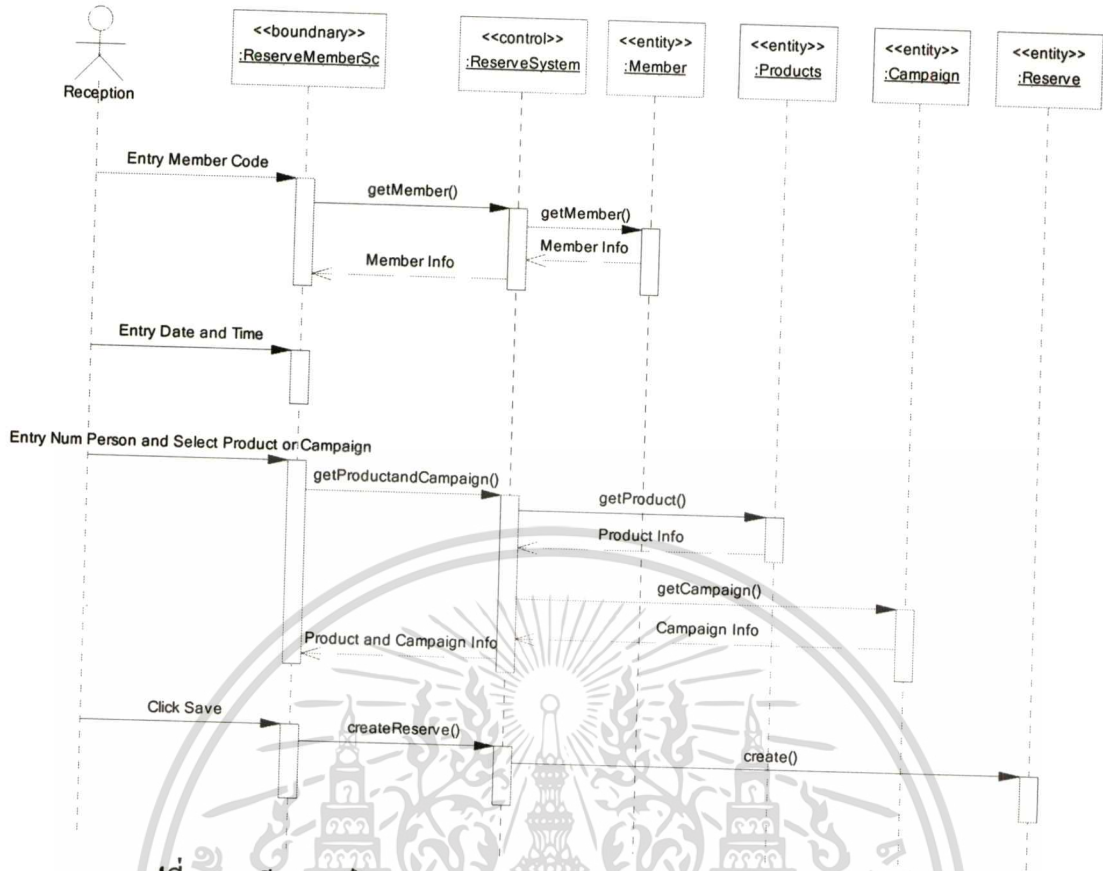 <<boundnary>>
:ReserveMemberSc
<<control>>
:ReserveSystem
<<entity>>
:Member
<<entity>>
:Products
<<entity>>
:Campaign
<<entity>>
:Reserve
Reception
Entry Member Code
getMember()
getMember()
Member Info
Member Info
Entry Date and Time
Entry Num Person and Select Product or Campaign
getProductandCampaign()
getProduct()
Product Info
getCampaign()
Campaign Info
Product and Campaign Info
Click Save
createReserve()
create()